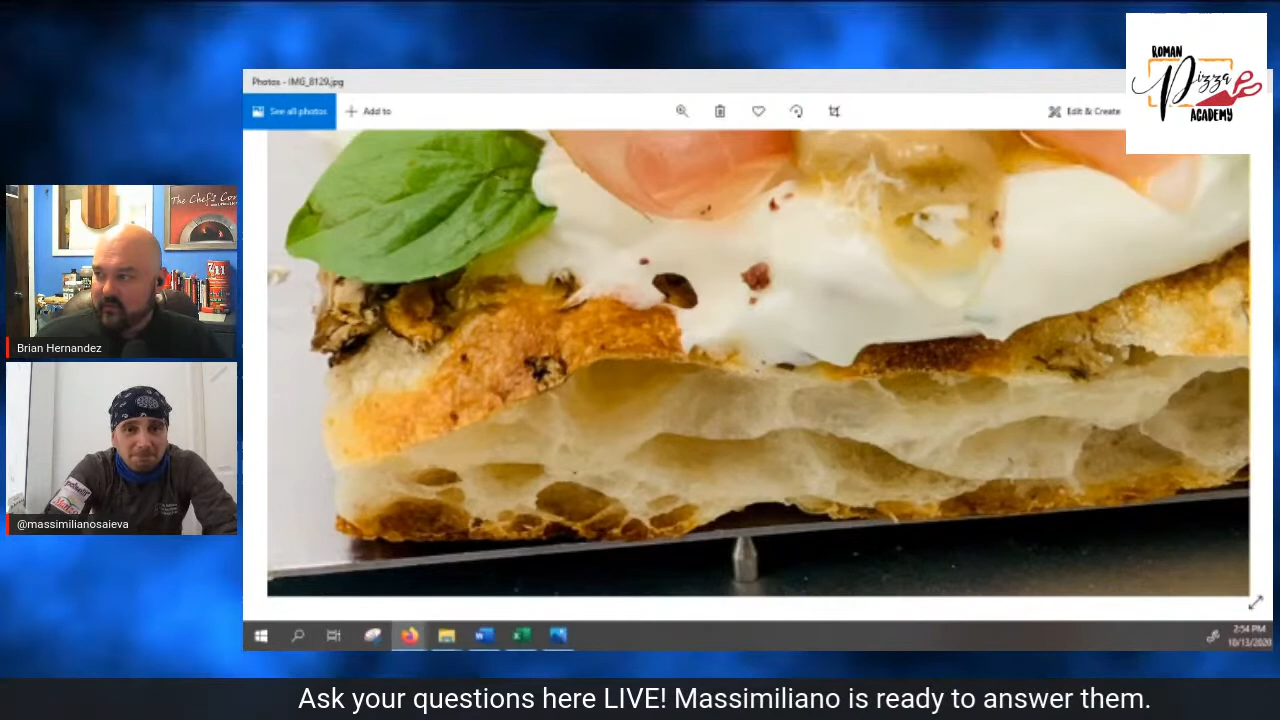 Photos - IMG_8129.jpg
See all photos
Add to
Edit & Create
ROMAN
Pizza
ACADEMY
The Chef's Co
Brian Hernandez
@massimilianosaieva
2:54 PM
10/13/2020
Ask your questions here LIVE! Massimiliano is ready to answer them.